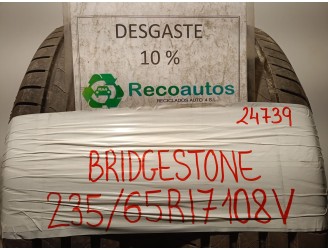 DESGASTE
10 %
Recoautos
RECICLADOS AUTO 4 R S.L.
24739
BRIDGESTONE
235/65R17 108V